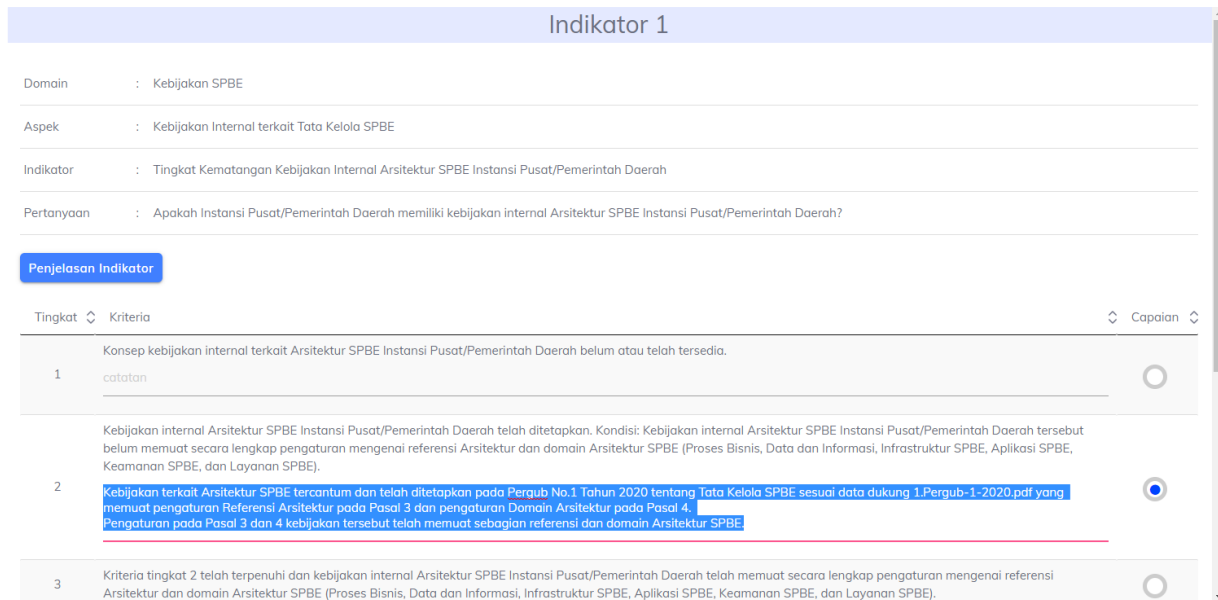 Indikator 1
Domain : Kebijakan SPBE
Aspek : Kebijakan Internal terkait Tata Kelola SPBE
Indikator : Tingkat Kematangan Kebijakan Internal Arsitektur SPBE Instansi Pusat/Pemerintah Daerah
Pertanyaan : Apakah Instansi Pusat/Pemerintah Daerah memiliki kebijakan internal Arsitektur SPBE Instansi Pusat/Pemerintah Daerah?
Penjelasan Indikator
Tingkat Kriteria Capaian
Konsep kebijakan internal terkait Arsitektur SPBE Instansi Pusat/Pemerintah Daerah belum atau telah tersedia.
1
catatan
Kebijakan internal Arsitektur SPBE Instansi Pusat/Pemerintah Daerah telah ditetapkan. Kondisi: Kebijakan internal Arsitektur SPBE Instansi Pusat/Pemerintah Daerah tersebut
belum memuat secara lengkap pengaturan mengenai referensi Arsitektur dan domain Arsitektur SPBE (Proses Bisnis, Data dan Informasi, Infrastruktur SPBE, Aplikasi SPBE,
Keamanan SPBE, dan Layanan SPBE).
2
Kebijakan terkait Arsitektur SPBE tercantum dan telah ditetapkan pada Pergub No.1 Tahun 2020 tentang Tata Kelola SPBE sesuai data dukung 1.Pergub-1-2020.pdf yang
memuat pengaturan Referensi Arsitektur pada Pasal 3 dan pengaturan Domain Arsitektur pada Pasal 4.
Pengaturan pada Pasal 3 dan 4 kebijakan tersebut telah memuat sebagian referensi dan domain Arsitektur SPBE.
3
Kriteria tingkat 2 telah terpenuhi dan kebijakan internal Arsitektur SPBE Instansi Pusat/Pemerintah Daerah telah memuat secara lengkap pengaturan mengenai referensi
Arsitektur dan domain Arsitektur SPBE (Proses Bisnis, Data dan Informasi, Infrastruktur SPBE, Aplikasi SPBE, Keamanan SPBE, dan Layanan SPBE).